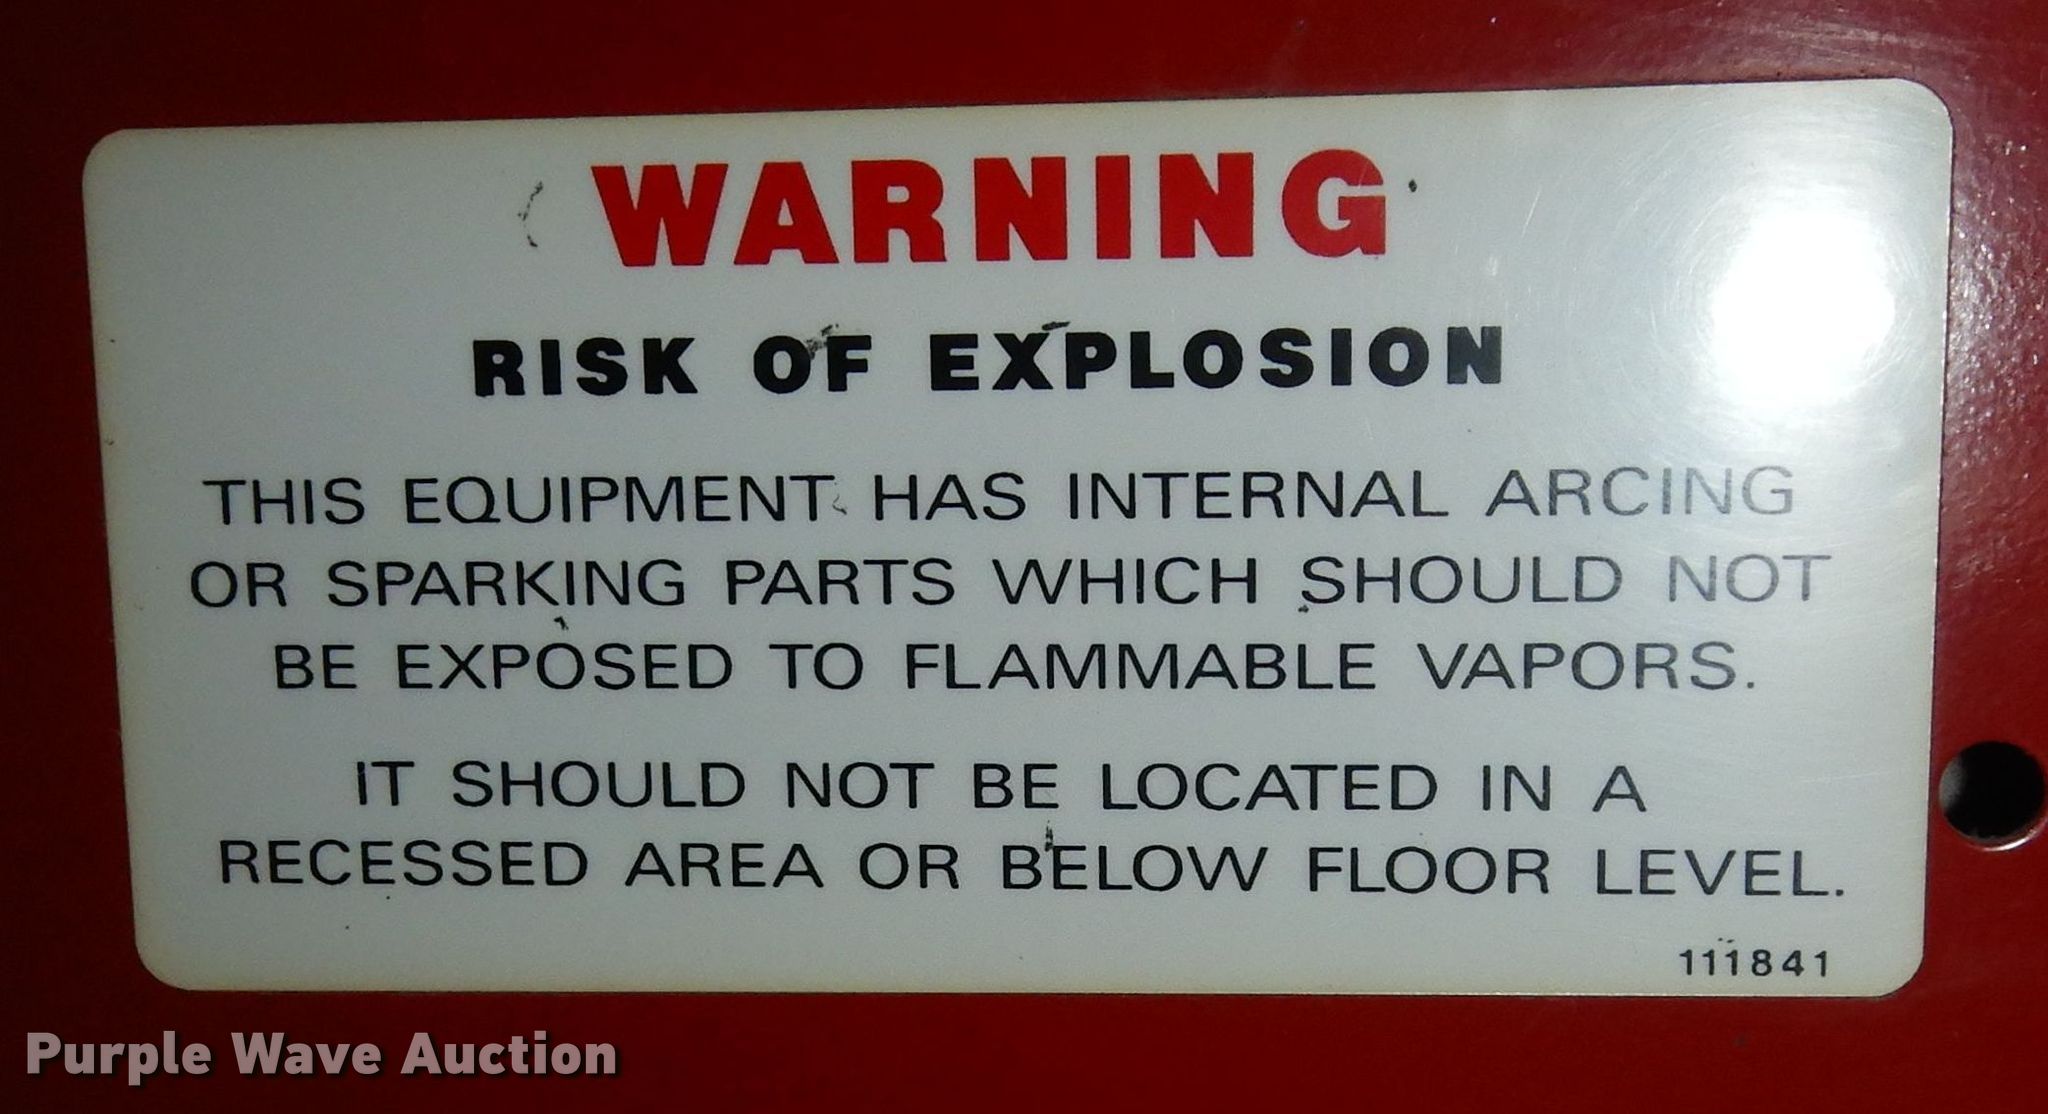 WARNING
RISK OF EXPLOSION
THIS EQUIPMENT HAS INTERNAL ARCING
OR SPARKING PARTS WHICH SHOULD NOT
BE EXPOSED TO FLAMMABLE VAPORS.
IT SHOULD NOT BE LOCATED IN A
RECESSED AREA OR BELOW FLOOR LEVEL.
111841
Purple Wave Auction